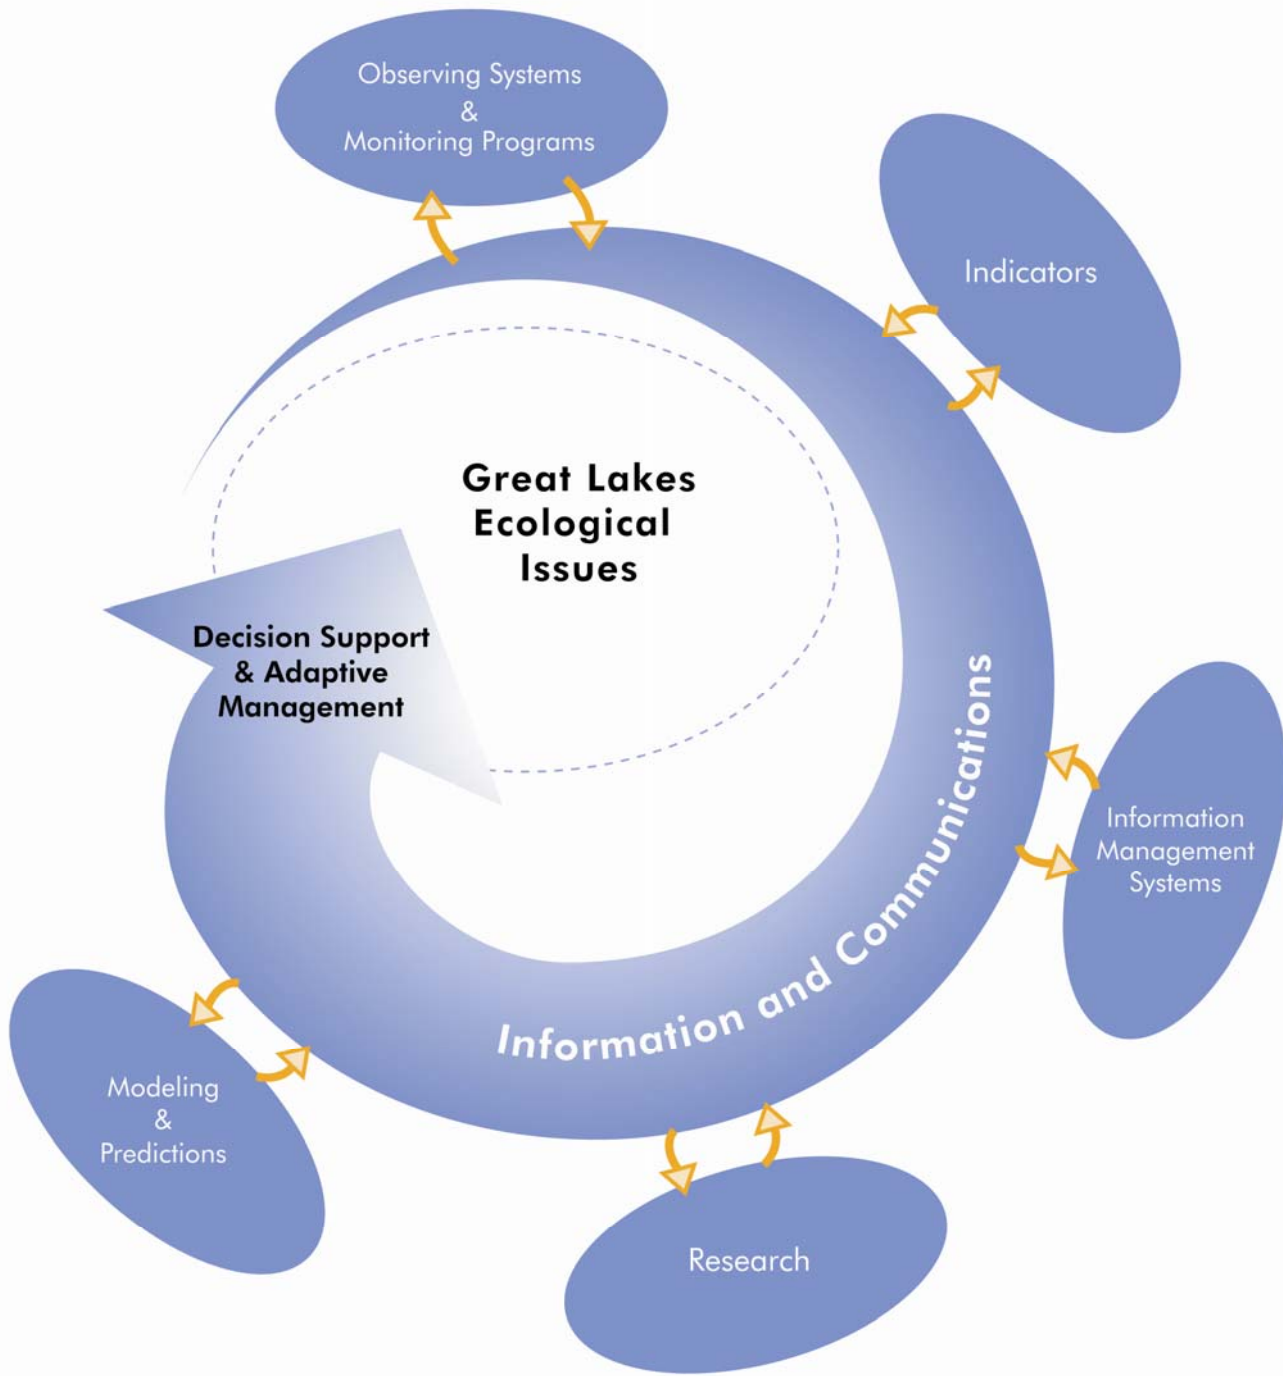 Observing Systems
&
Monitoring Programs
Indicators
Great Lakes
Ecological
Issues
Decision Support
& Adaptive
Management
Information and Communications
Information
Management
Systems
Modeling
&
Predictions
Research